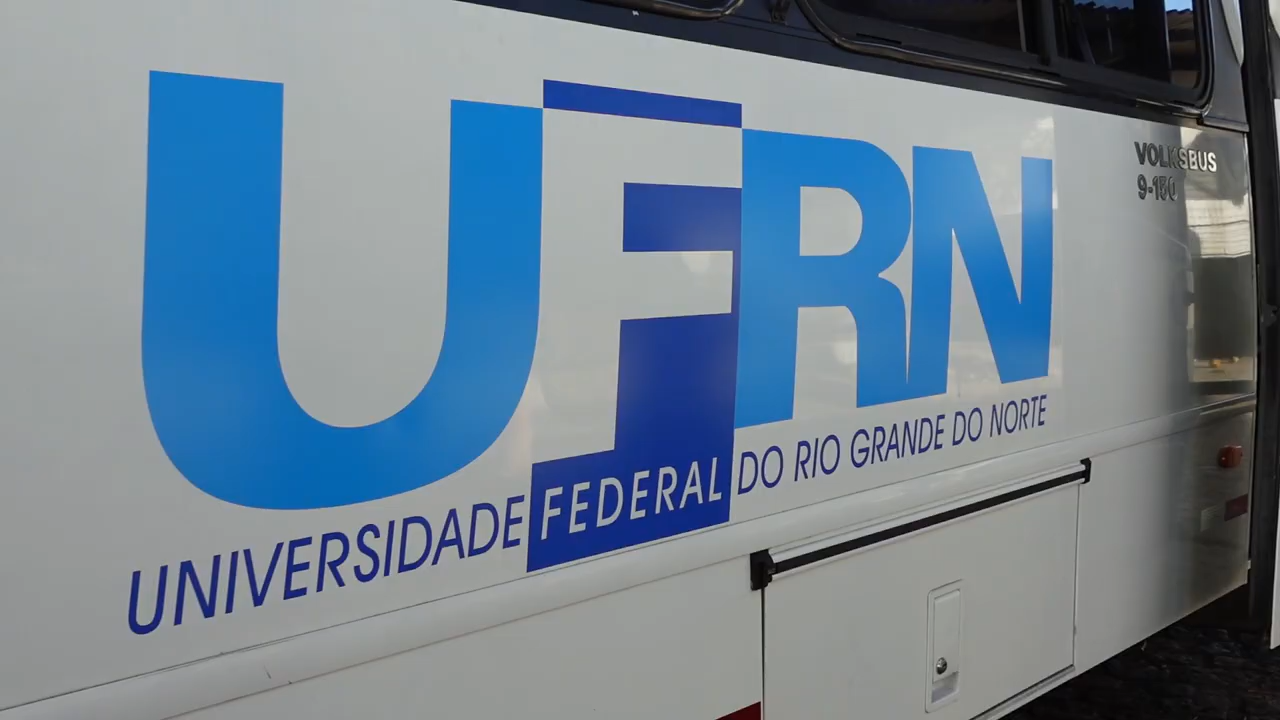 UFRN
UNIVERSIDADE FEDERAL DO RIO GRANDE DO NORTE
VOLKSBUS
9-150